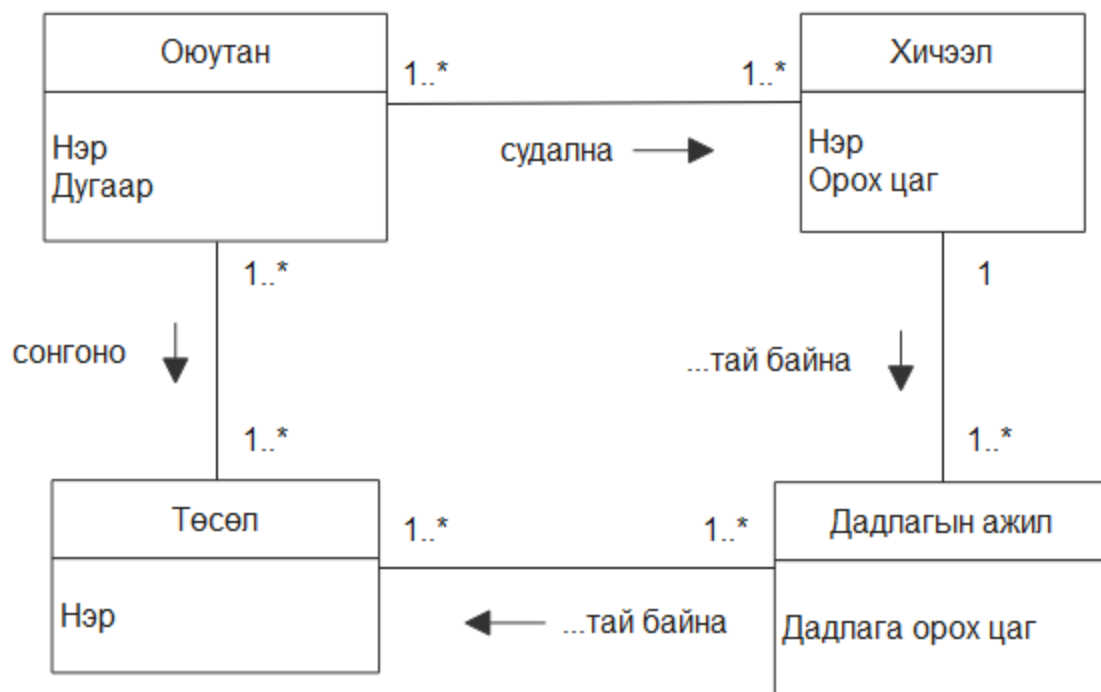 Оюутан
Нэр
Дугаар
1..*
1..*
судална
Хичээл
Нэр
Орох цаг
1..*
1
сонгоно
...тай байна
1..*
1..*
Төсөл
Нэр
1..*
1..*
...тай байна
Дадлагын ажил
Дадлага орох цаг